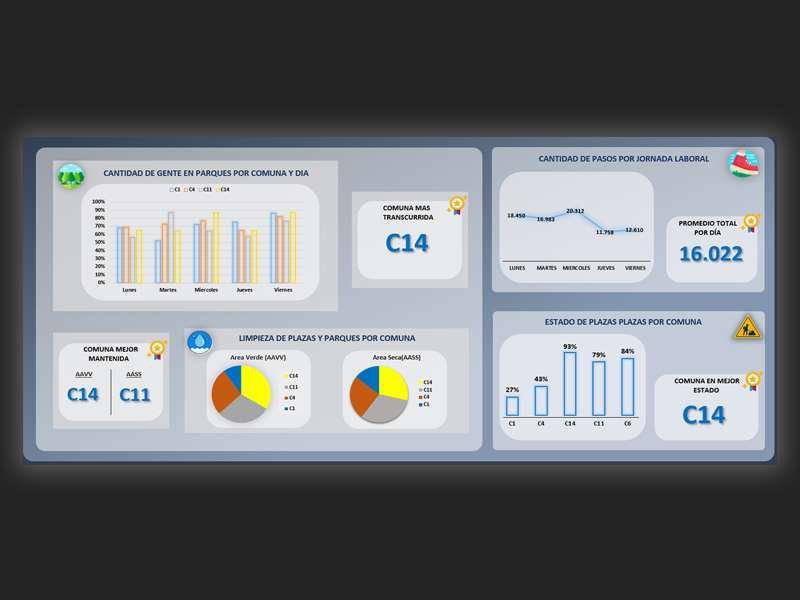 CANTIDAD DE GENTE EN PARQUES POR COMUNA Y DIA
C1 C4 C11 C14
100%
90%
80%
70%
60%
50%
40%
30%
20%
10%
0%
Lunes Martes Miércoles Jueves Viernes
COMUNA MAS
TRANSCURRIDA
C14
COMUNA MEJOR
MANTENIDA
AAVV AASS
C14 C11
LIMPIEZA DE PLAZAS Y PARQUES POR COMUNA
Area Verde (AAVV)
C14
C11
C4
C1
Area Seca(AASS)
C14
C11
C4
C1
CANTIDAD DE PASOS POR JORNADA LABORAL
18.450 16.983 20.312 11.758 12.610
LUNES MARTES MIERCOLES JUEVES VIERNES
PROMEDIO TOTAL
POR DÍA
16.022
ESTADO DE PLAZAS PLAZAS POR COMUNA
27% 43% 93% 79% 84%
C1 C4 C14 C11 C6
COMUNA EN MEJOR
ESTADO
C14